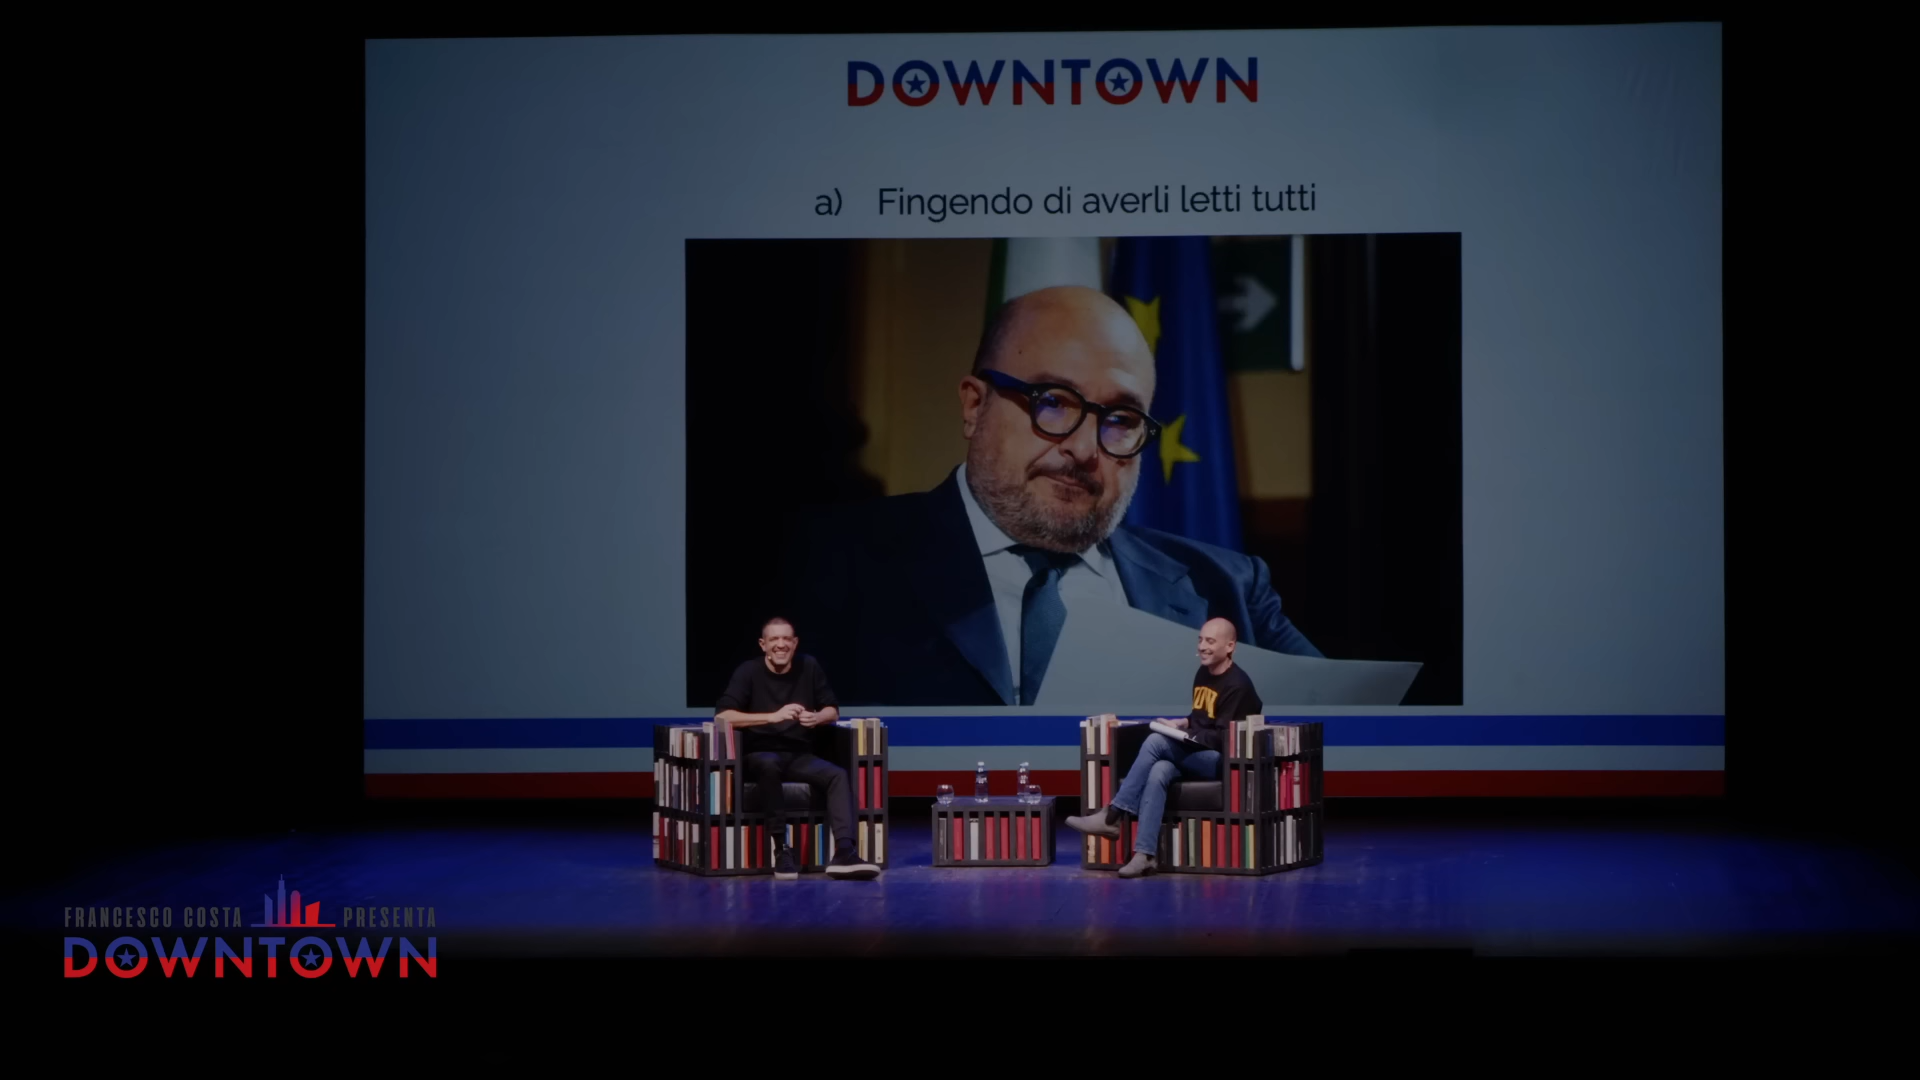 DOWNTOWN
a) Fingendo di averli letti tutti
FRANCESCO COSTA PRESENTA
DOWNTOWN